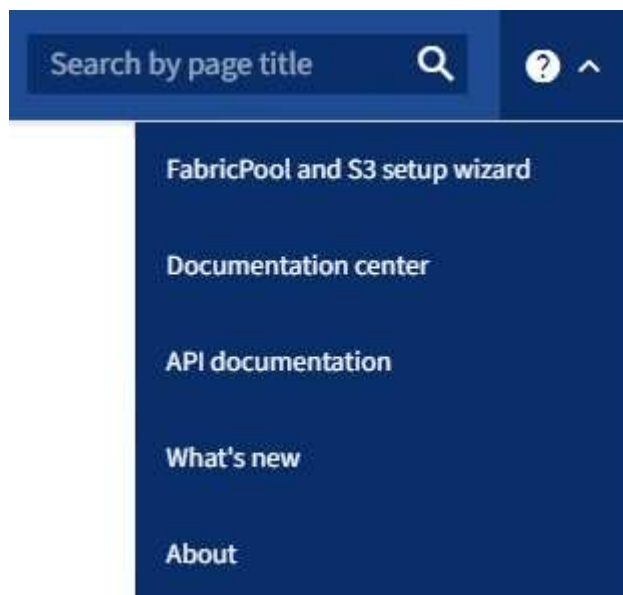 Search by page title
FabricPool and S3 setup wizard
Documentation center
API documentation
What's new
About